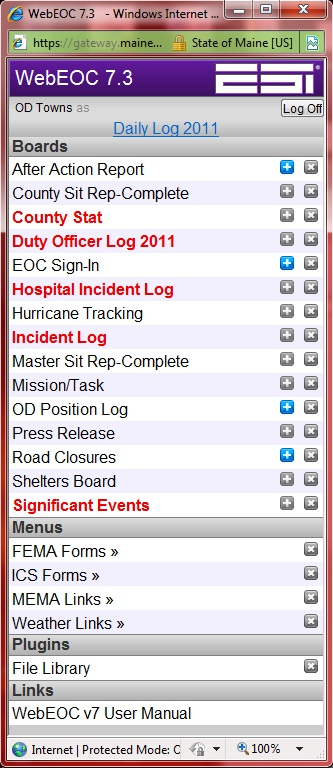 WebEOC 7.3 - Windows Internet ...
https://gateway.maine... State of Maine [US]
WebEOC 7.3 ESi
OD Towns as Log Off
Daily Log 2011
Boards
After Action Report
County Sit Rep-Complete
County Stat
Duty Officer Log 2011
EOC Sign-In
Hospital Incident Log
Hurricane Tracking
Incident Log
Master Sit Rep-Complete
Mission/Task
OD Position Log
Press Release
Road Closures
Shelters Board
Significant Events
Menus
FEMA Forms »
ICS Forms »
MEMA Links »
Weather Links »
Plugins
File Library
Links
WebEOC v7 User Manual
Internet | Protected Mode: O 100%